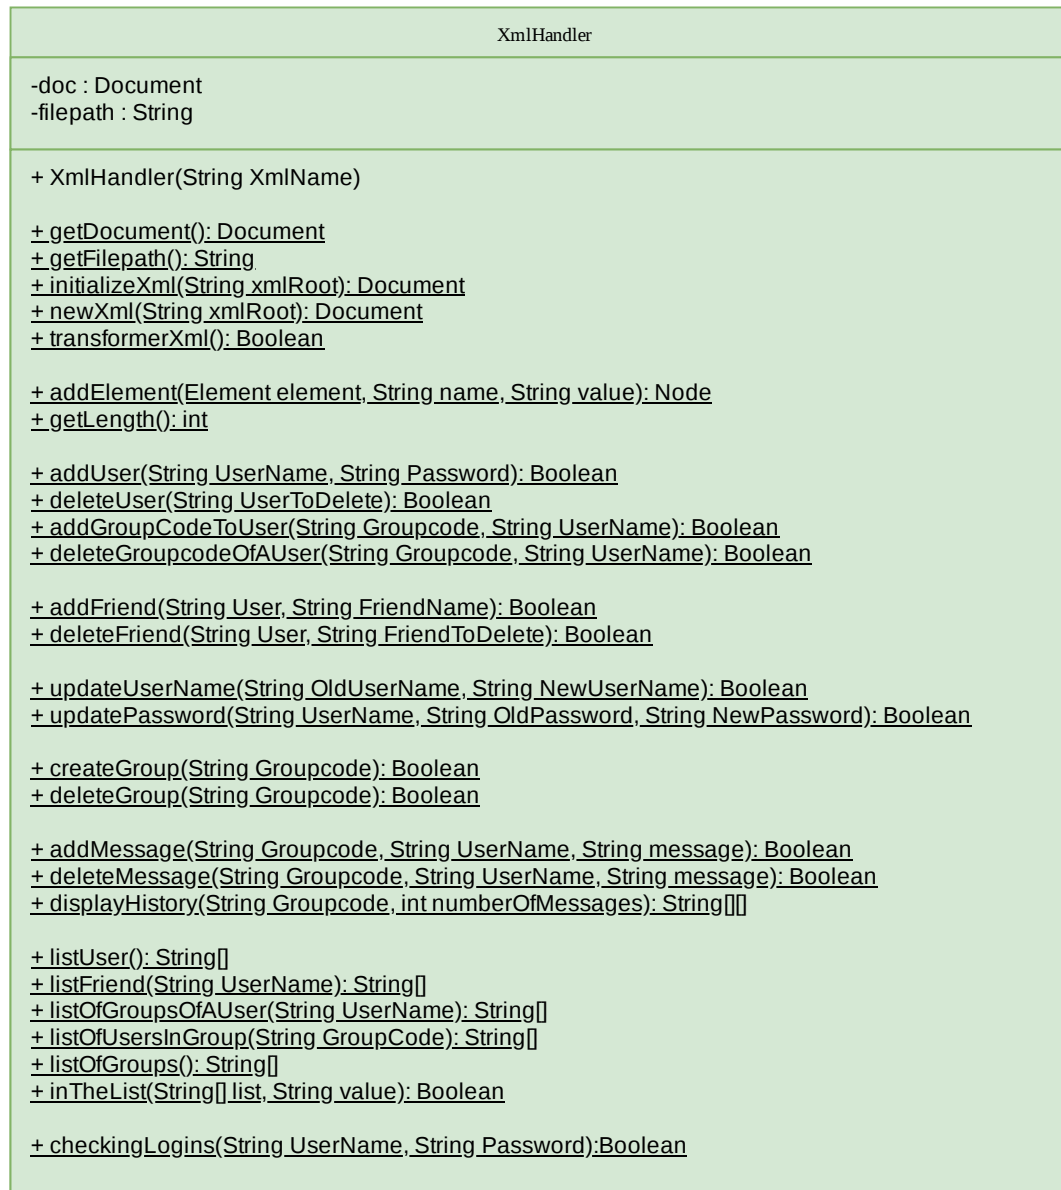 XmlHandler
-doc : Document
-filepath : String
+ XmlHandler(String XmlName)
+ getDocument(): Document
+ getFilepath(): String
+ initializeXml(String xmlRoot): Document
+ newXml(String xmlRoot): Document
+ transformerXml(): Boolean
+ addElement(Element element, String name, String value): Node
+ getLength(): int
+ addUser(String UserName, String Password): Boolean
+ deleteUser(String UserToDelete): Boolean
+ addGroupCodeToUser(String Groupcode, String UserName): Boolean
+ deleteGroupcodeOfAUser(String Groupcode, String UserName): Boolean
+ addFriend(String User, String FriendName): Boolean
+ deleteFriend(String User, String FriendToDelete): Boolean
+ updateUserName(String OldUserName, String NewUserName): Boolean
+ updatePassword(String UserName, String OldPassword, String NewPassword): Boolean
+ createGroup(String Groupcode): Boolean
+ deleteGroup(String Groupcode): Boolean
+ addMessage(String Groupcode, String UserName, String message): Boolean
+ deleteMessage(String Groupcode, String UserName, String message): Boolean
+ displayHistory(String Groupcode, int numberOfMessages): String[][]
+ listUser(): String[]
+ listFriend(String UserName): String[]
+ listOfGroupsOfAUser(String UserName): String[]
+ listOfUsersInGroup(String GroupCode): String[]
+ listOfGroups(): String[]
+ inTheList(String[] list, String value): Boolean
+ checkingLogins(String UserName, String Password):Boolean